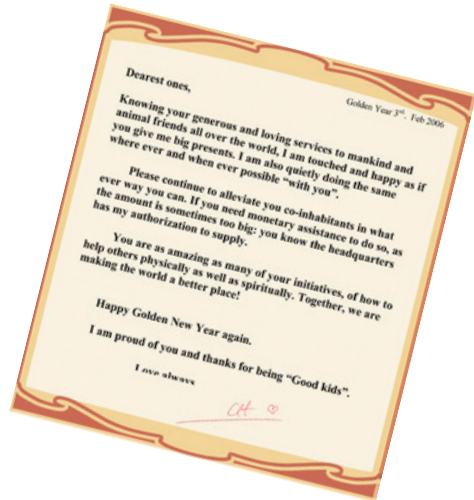 Dearest ones,
Golden Year 3rd. Feb 2006
Knowing your generous and loving services to mankind and
animal friends all over the world, I am touched and happy as if
you give me big presents. I am also quietly doing the same
where ever and when ever possible “with you”.
Please continue to alleviate you co-inhabitants in what
ever way you can. If you need monetary assistance to do so, as
the amount is sometimes too big: you know the headquarters
has my authorization to supply.
You are as amazing as many of your initiatives, of how to
help others physically as well as spiritually. Together, we are
making the world a better place!
Happy Golden New Year again.
I am proud of you and thanks for being “Good kids”.
Love always